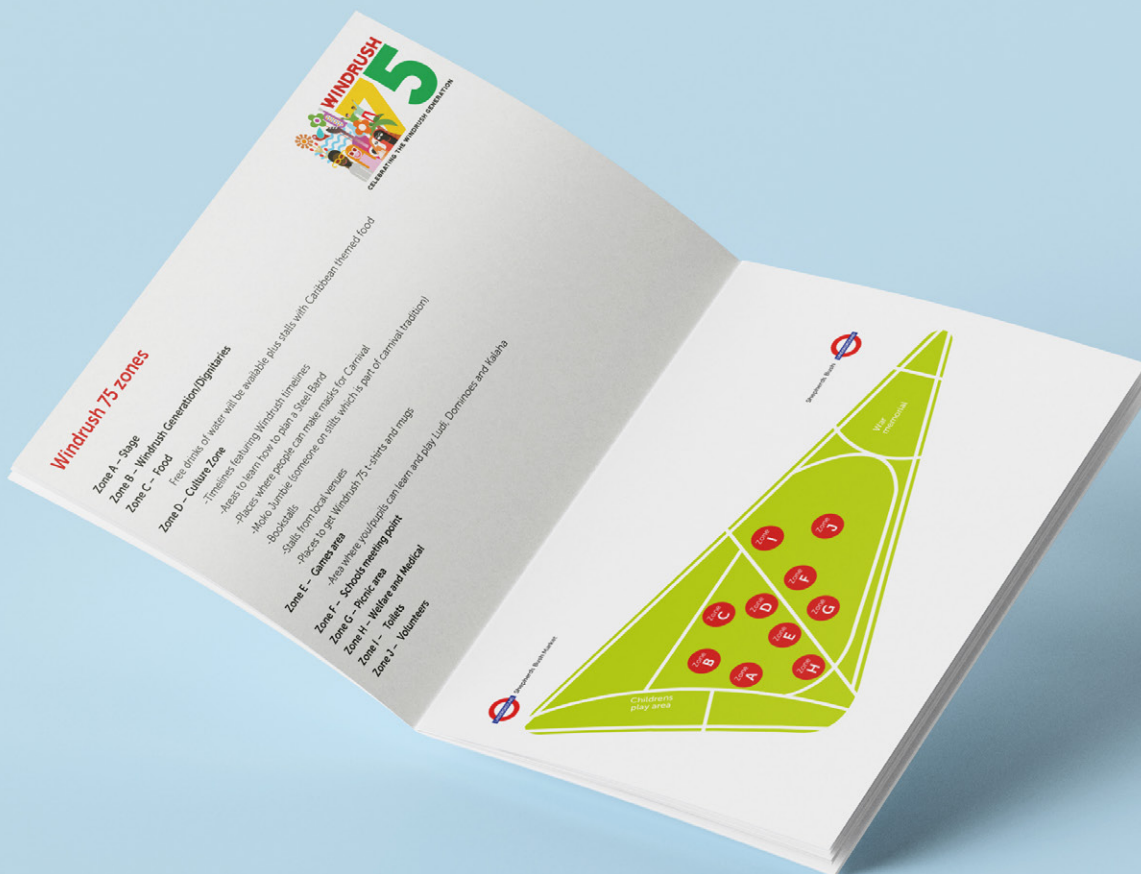 WINDRUSH
75
CELEBRATING THE WINDRUSH GENERATION
Windrush 75 zones
Zone A – Stage
Zone B – Windrush Generation/Dignitaries
Zone C – Food
Free drinks of water will be available plus stalls with Caribbean themed food
Zone D – Culture Zone
-Timelines featuring Windrush timelines
-Areas to learn how to plan a Steel Band
-Places where people can make masks for Carnival
-Moko Jumbie (someone on stilts which is part of carnival tradition)
-Bookstalls
-Stalls from local venues
-Places to get Windrush 75 t-shirts and mugs
Zone E – Games area
-Area where you/pupils can learn and play Ludi, Dominoes and Kalaha
Zone F – Schools meeting point
Zone G – Picnic area
Zone H – Welfare and Medical
Zone I – Toilets
Zone J – Volunteers
Shepherds Bush
War
memorial
Zone I
Zone J
Zone F
Zone G
Zone D
Zone C
Zone E
Zone H
Zone B
Zone A
Childrens
play area
Shepherds Bush Market